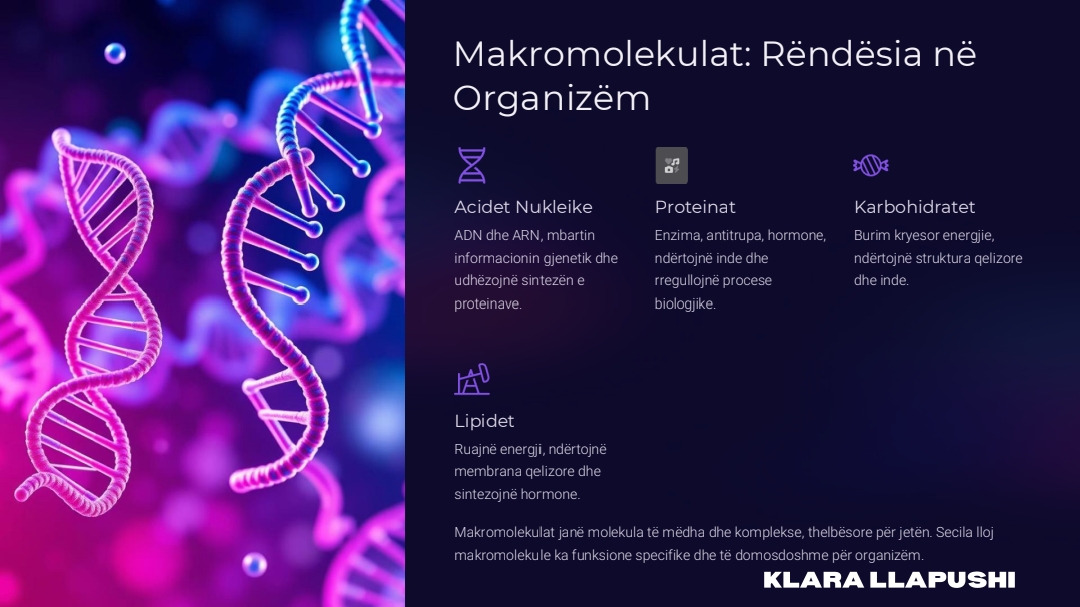 Makromolekulat: Rëndësia në
Organizëm
Acidet Nukleike
ADN dhe ARN, mbartin
informacionin gjenetik dhe
udhëzojnë sintezën e
proteinave.
Proteinat
Enzima, antitrupa, hormone,
ndërtojnë inde dhe
rregullojnë procese
biologjike.
Karbohidratet
Burim kryesor energjie,
ndërtojnë struktura qelizore
dhe inde.
Lipidet
Ruajnë energji, ndërtojnë
membrana qelizore dhe
sintezojnë hormone.
Makromolekulat janë molekula të mëdha dhe komplekse, thelbësore për jetën. Secila lloj
makromolekule ka funksione specifike dhe të domosdoshme për organizëm.
KLARA LLAPUSHI